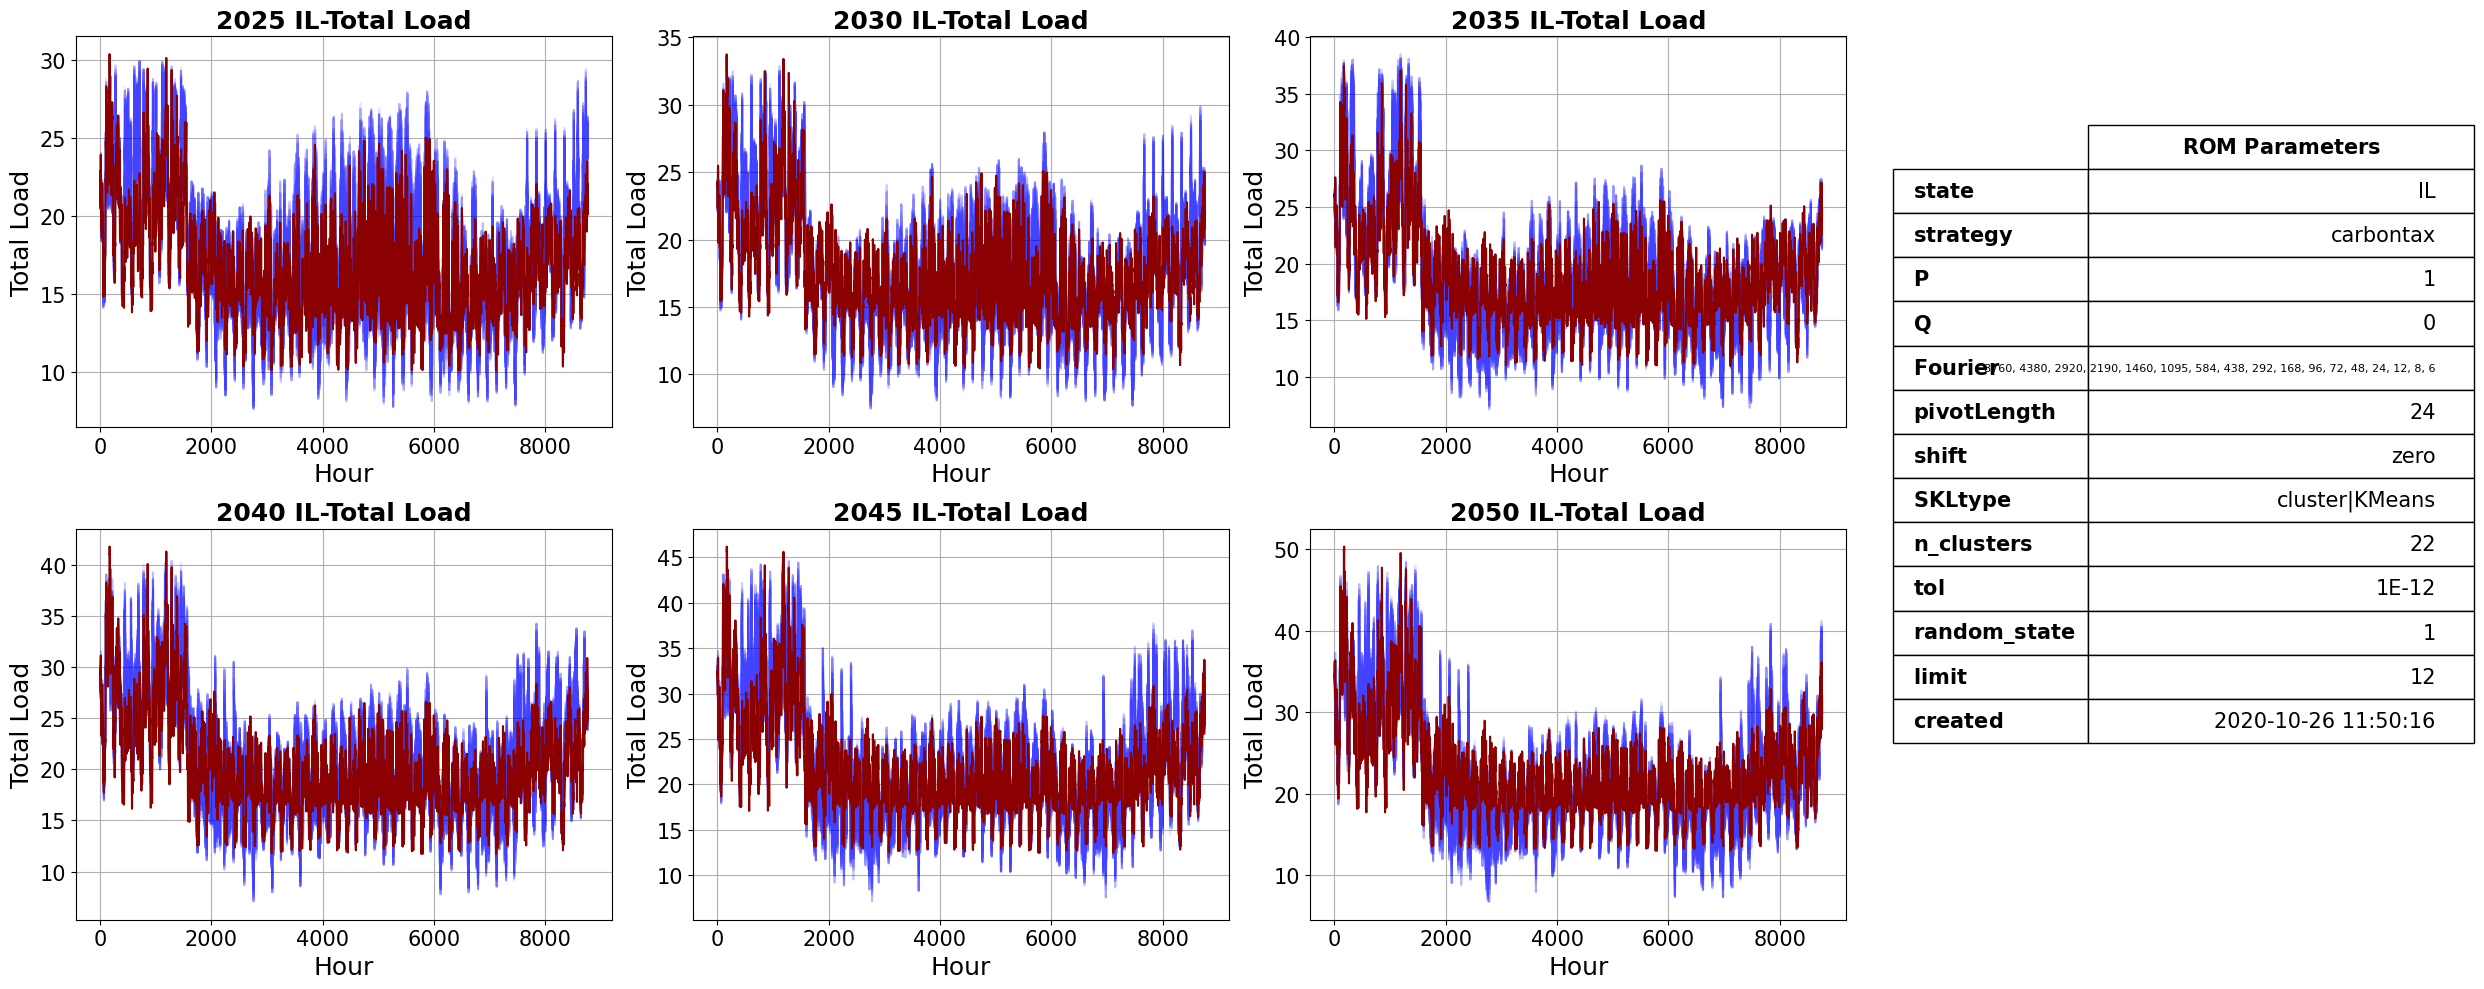 2025 IL-Total Load
30
25
20
15
10
Total Load
0 2000 4000 6000 8000
Hour
2030 IL-Total Load
35
30
25
20
15
10
Total Load
0 2000 4000 6000 8000
Hour
2035 IL-Total Load
40
35
30
25
20
15
10
Total Load
0 2000 4000 6000 8000
Hour
2040 IL-Total Load
40
35
30
25
20
15
10
Total Load
0 2000 4000 6000 8000
Hour
2045 IL-Total Load
45
40
35
30
25
20
15
10
Total Load
0 2000 4000 6000 8000
Hour
2050 IL-Total Load
50
40
30
20
10
Total Load
0 2000 4000 6000 8000
Hour
ROM Parameters
state IL
strategy carbontax
P 1
Q 0
Fourier 8760, 4380, 2920, 2190, 1460, 1095, 584, 438, 292, 168, 96, 72, 48, 24, 12, 8, 6
pivotLength 24
shift zero
SKLtype cluster|KMeans
n_clusters 22
tol 1E-12
random_state 1
limit 12
created 2020-10-26 11:50:16